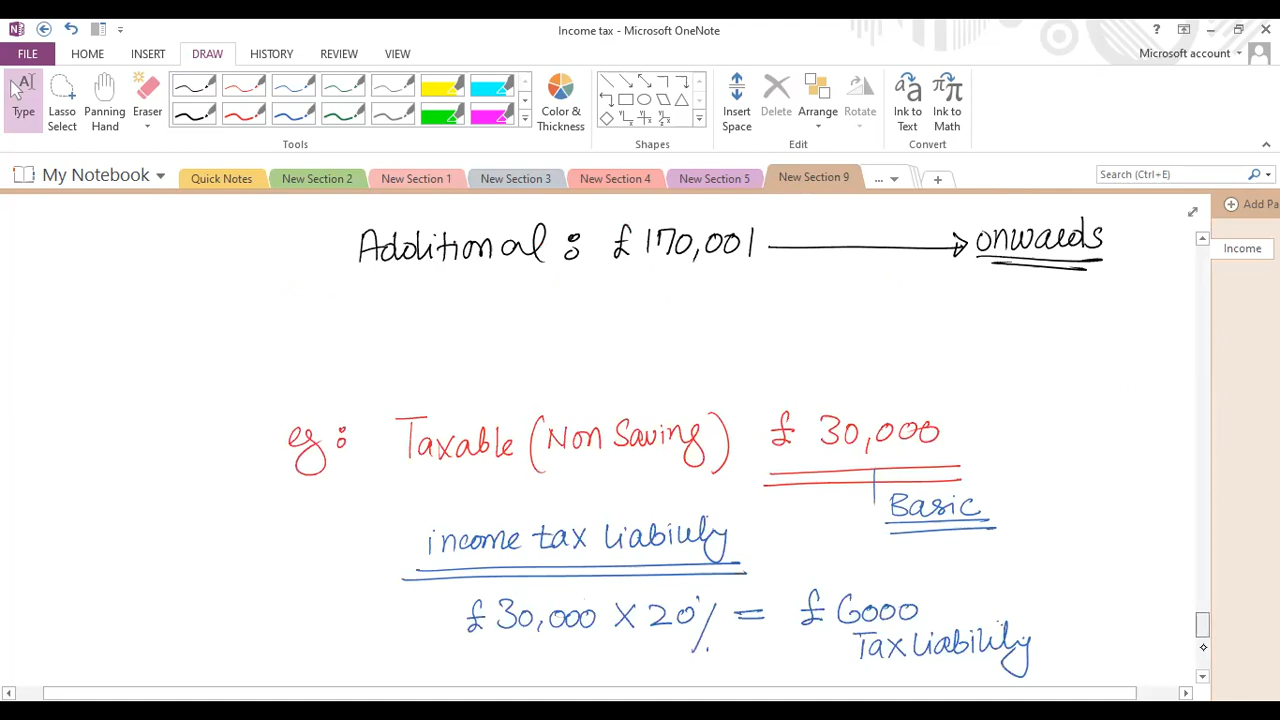 Income tax - Microsoft OneNote
?
FILE HOME INSERT DRAW HISTORY REVIEW VIEW
Microsoft account
Type
Lasso Select
Panning Hand
Eraser
Color & Thickness
Insert Space
Delete
Arrange
Rotate
Ink to Text
Ink to Math
Tools Shapes Edit Convert
My Notebook Quick Notes New Section 2 New Section 1 New Section 3 New Section 4 New Section 5 New Section 9 ... Search (Ctrl+E)
Add Pa
Income
Additional : £170,001 → onwards
eg: Taxable (Non Saving) £ 30,000
Basic
income tax liability
£30,000 X 20% = £6000
Tax liability